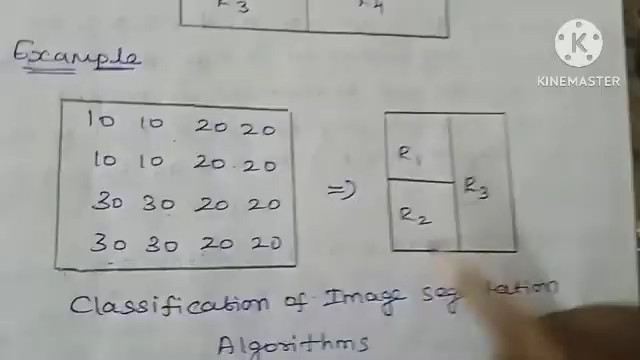 R3 R4
Example
KINEMASTER
10 10 20 20
10 10 20 20
30 30 20 20
30 30 20 20
=>
R1
R2
R3
Classification of Image
Algorithms